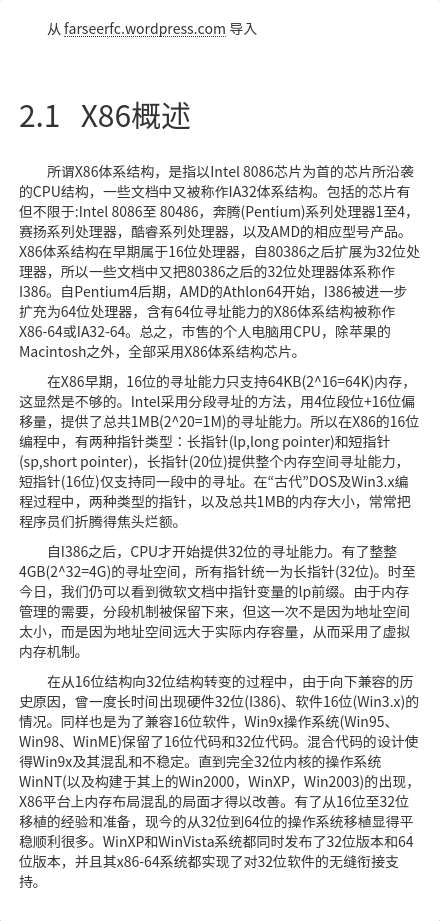 从 farseerfc.wordpress.com 导入
2.1 X86概述
所谓X86体系结构，是指以Intel 8086芯片为首的芯片所沿袭
的CPU结构，一些文档中又被称作IA32体系结构。包括的芯片有
但不限于:Intel 8086至 80486，奔腾(Pentium)系列处理器1至4，
赛扬系列处理器，酷睿系列处理器，以及AMD的相应型号产品。
X86体系结构在早期属于16位处理器，自80386之后扩展为32位处
理器，所以一些文档中又把80386之后的32位处理器体系称作
I386。自Pentium4后期，AMD的Athlon64开始，I386被进一步
扩充为64位处理器，含有64位寻址能力的X86体系结构被称作
X86-64或IA32-64。总之，市售的个人电脑用CPU，除苹果的
Macintosh之外，全部采用X86体系结构芯片。
在X86早期，16位的寻址能力只支持64KB(2^16=64K)内存，
这显然是不够的。Intel采用分段寻址的方法，用4位段位+16位偏
移量，提供了总共1MB(2^20=1M)的寻址能力。所以在X86的16位
编程中，有两种指针类型：长指针(lp,long pointer)和短指针
(sp,short pointer)，长指针(20位)提供整个内存空间寻址能力，
短指针(16位)仅支持同一段中的寻址。在“古代”DOS及Win3.x编
程过程中，两种类型的指针，以及总共1MB的内存大小，常常把
程序员们折腾得焦头烂额。
自I386之后，CPU才开始提供32位的寻址能力。有了整整
4GB(2^32=4G)的寻址空间，所有指针统一为长指针(32位)。时至
今日，我们仍可以看到微软文档中指针变量的lp前缀。由于内存
管理的需要，分段机制被保留下来，但这一次不是因为地址空间
太小，而是因为地址空间远大于实际内存容量，从而采用了虚拟
内存机制。
在从16位结构向32位结构转变的过程中，由于向下兼容的历
史原因，曾一度长时间出现硬件32位(I386)、软件16位(Win3.x)的
情况。同样也是为了兼容16位软件，Win9x操作系统(Win95、
Win98、WinME)保留了16位代码和32位代码。混合代码的设计使
得Win9x及其混乱和不稳定。直到完全32位内核的操作系统
WinNT(以及构建于其上的Win2000，WinXP，Win2003)的出现，
X86平台上内存布局混乱的局面才得以改善。有了从16位至32位
移植的经验和准备，现今的从32位到64位的操作系统移植显得平
稳顺利很多。WinXP和WinVista系统都同时发布了32位版本和64
位版本，并且其x86-64系统都实现了对32位软件的无缝衔接支
持。